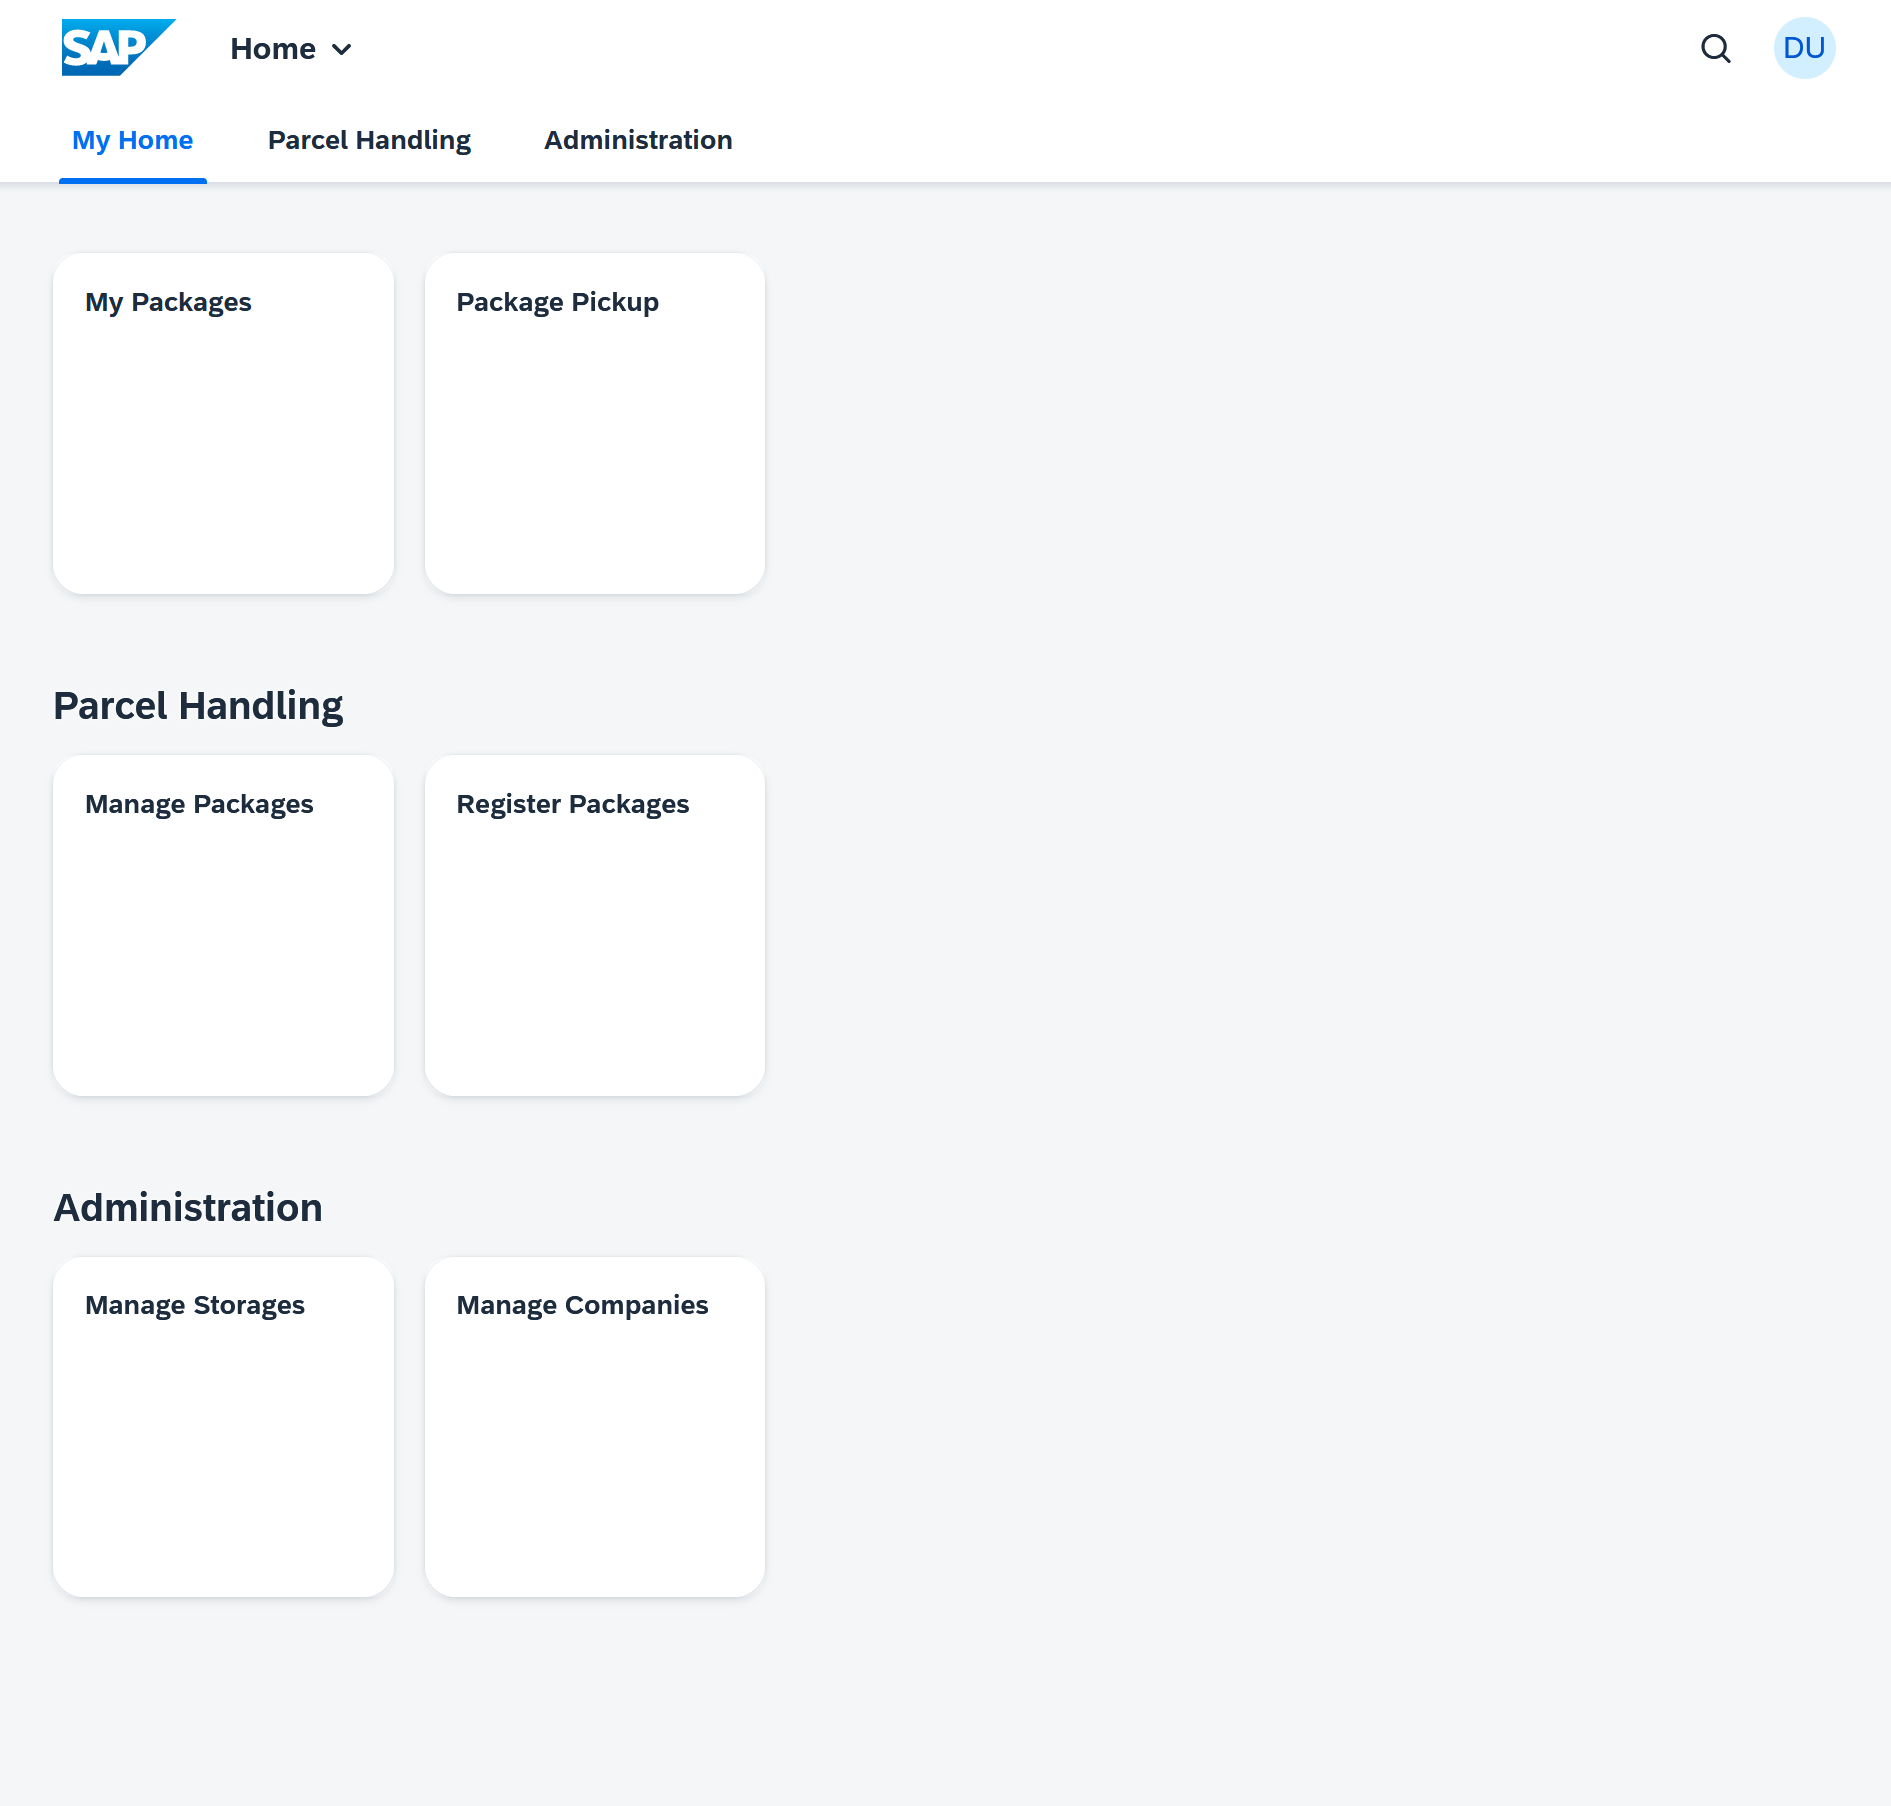 SAP
Home
DU
My Home
Parcel Handling
Administration
My Packages
Package Pickup
Parcel Handling
Manage Packages
Register Packages
Administration
Manage Storages
Manage Companies